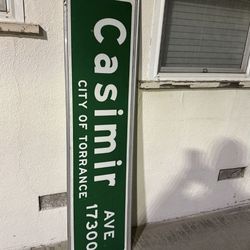 Casimir AVE
CITY OF TORRANCE 17300